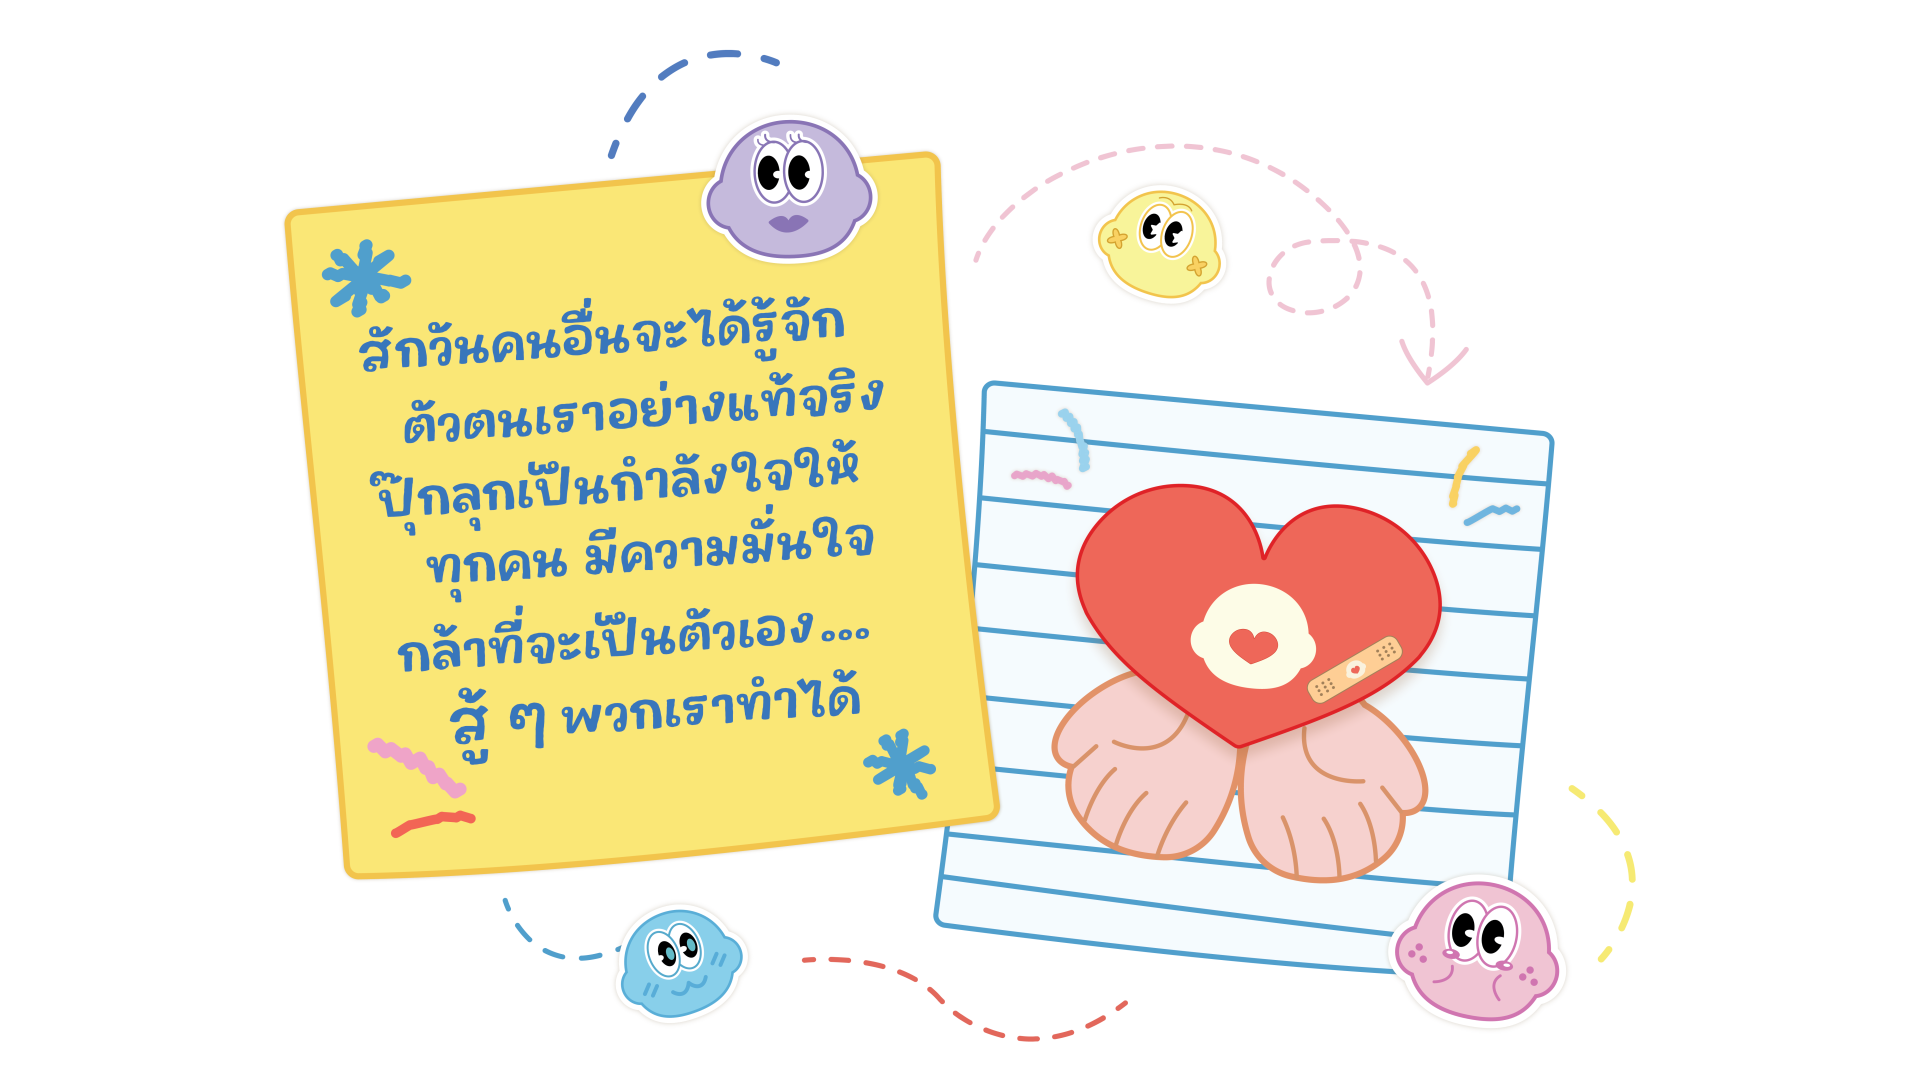 สักวันคนอื่นจะได้รู้จัก
ตัวตนเราอย่างแท้จริง
ปุ๊กลุกเป็นกำลังใจให้
ทุกคน มีความมั่นใจ
กล้าที่จะเป็นตัวเอง...
สู้ ๆ พวกเราทำได้